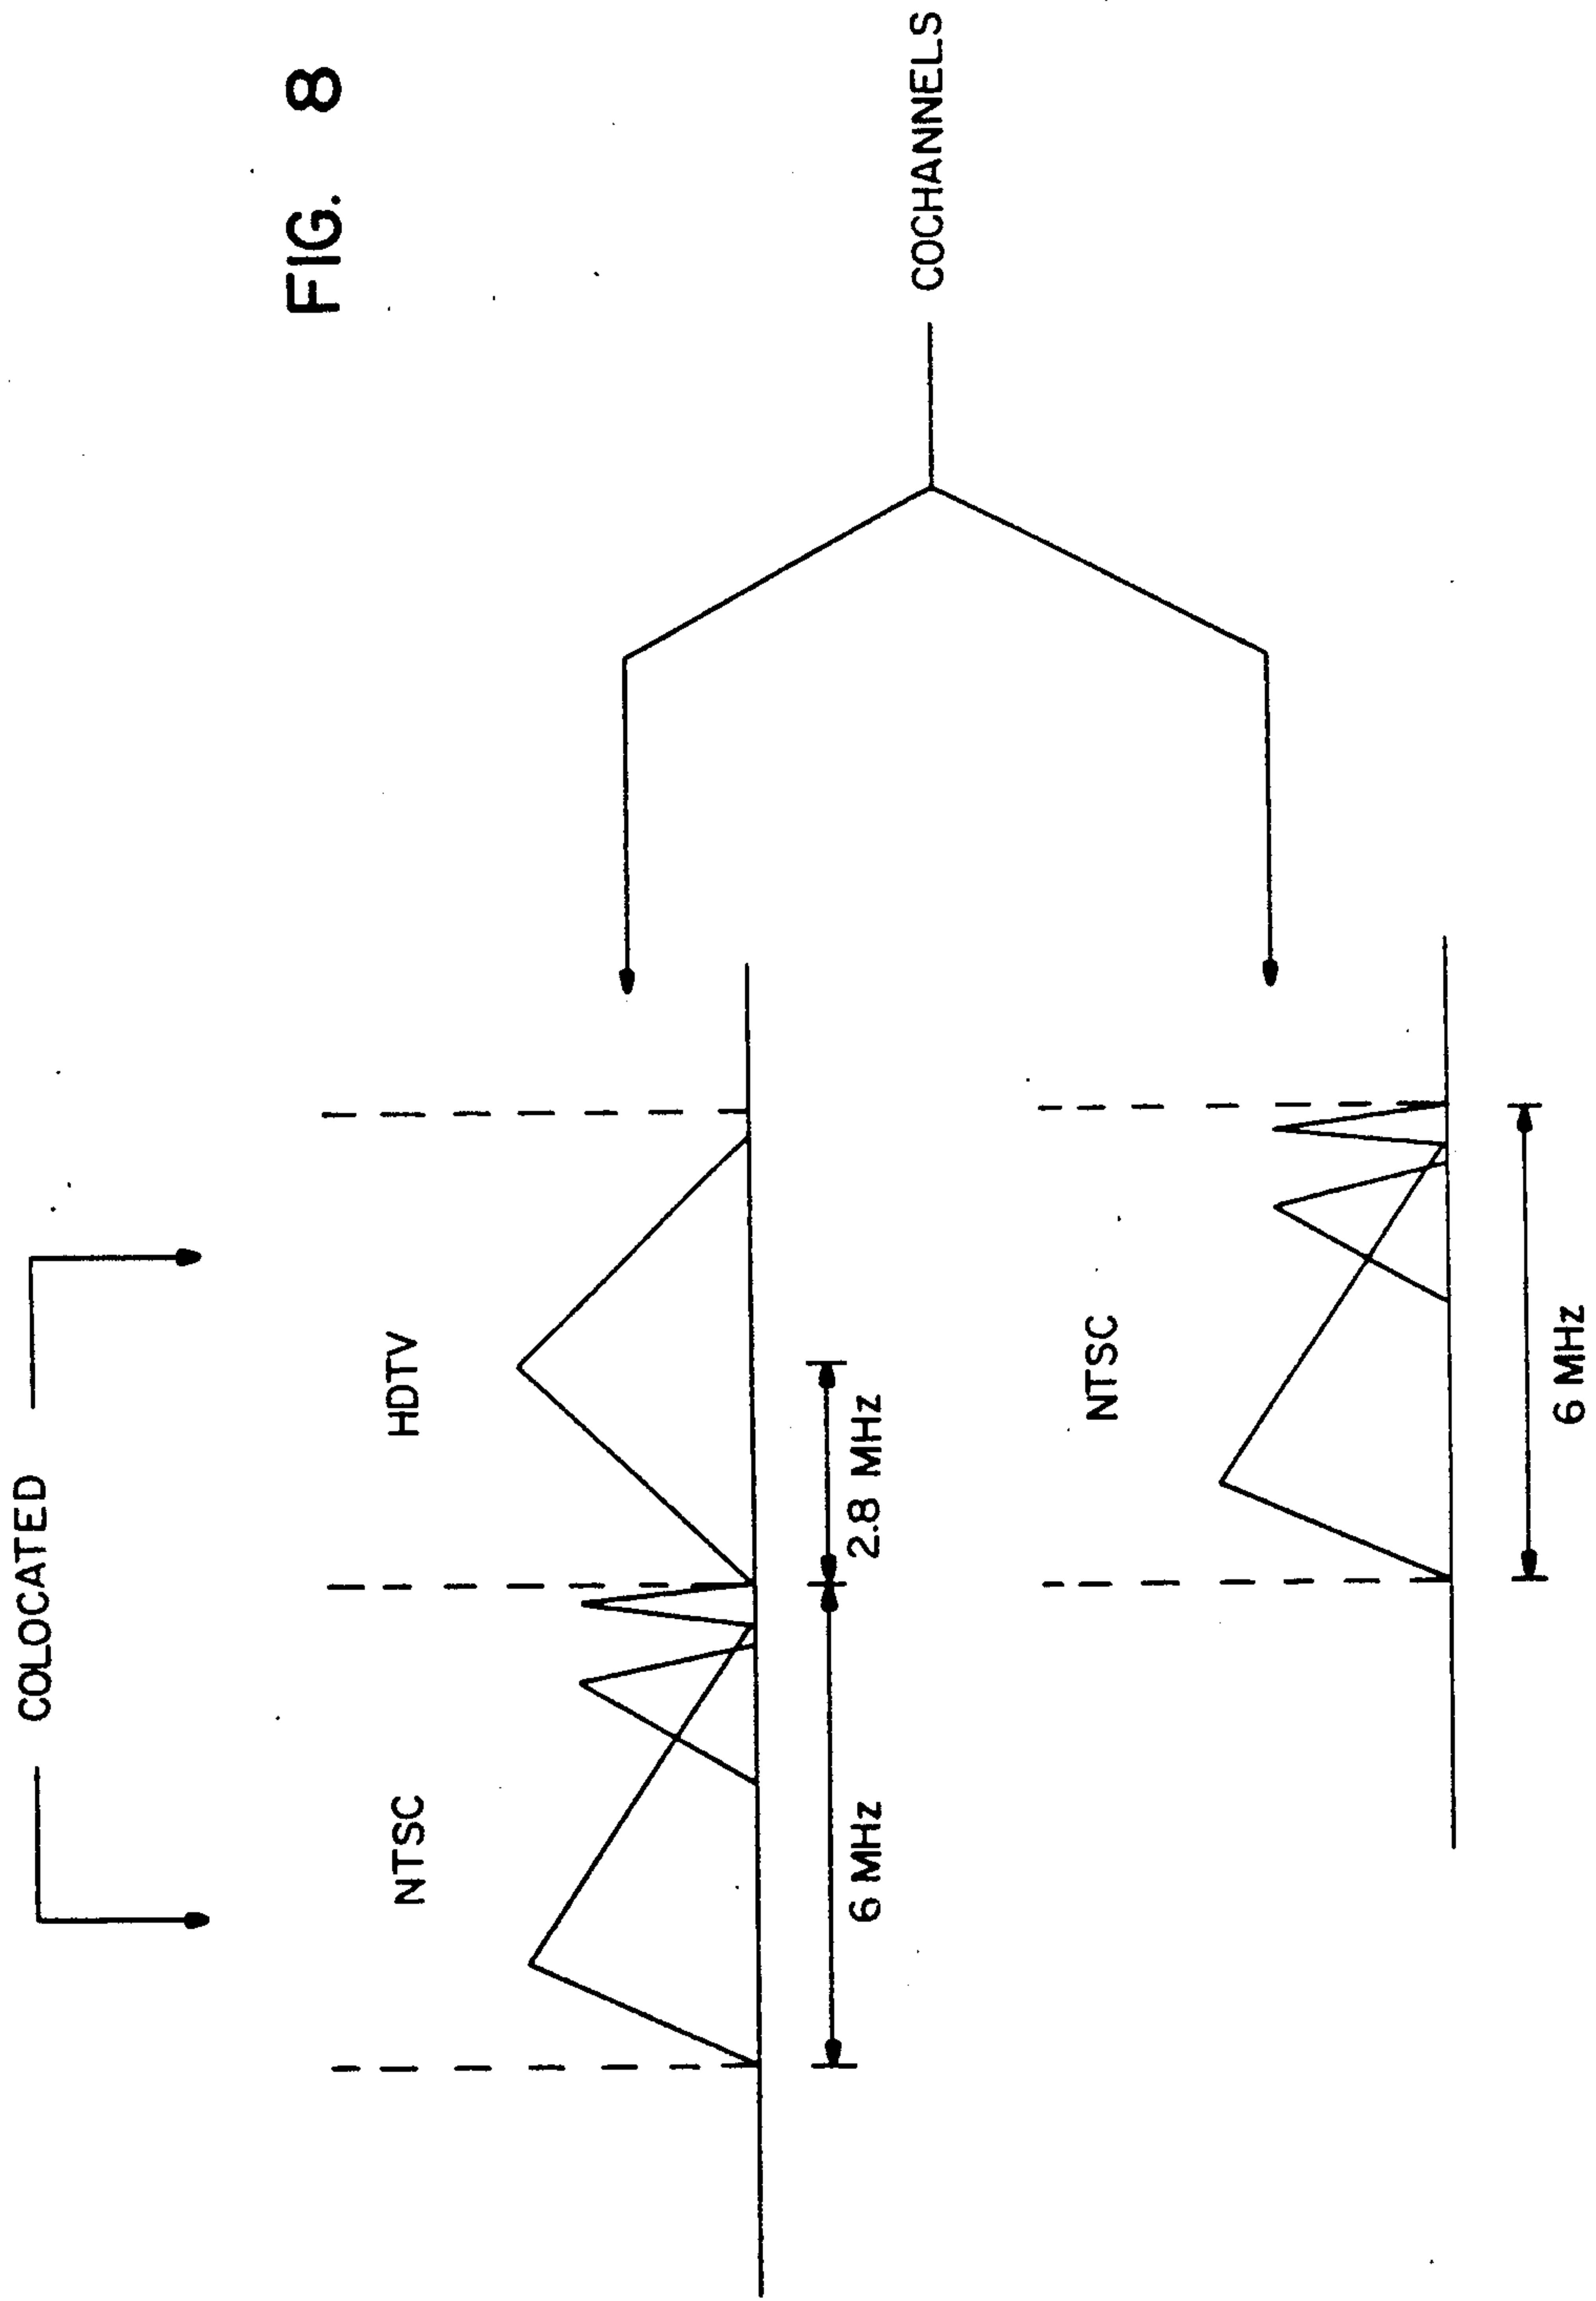 FIG. 8
COLOCATED
NTSC
HDTV
6 MHz
2.8 MHz
COCHANNELS
NTSC
6 MHz